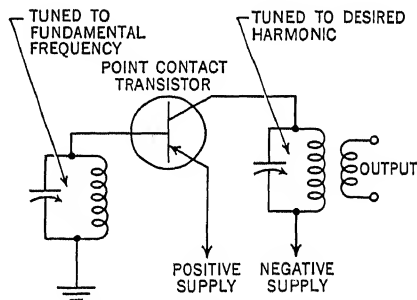 TUNED TO
FUNDAMENTAL
FREQUENCY
POINT CONTACT
TRANSISTOR
TUNED TO DESIRED
HARMONIC
OUTPUT
POSITIVE
SUPPLY
NEGATIVE
SUPPLY